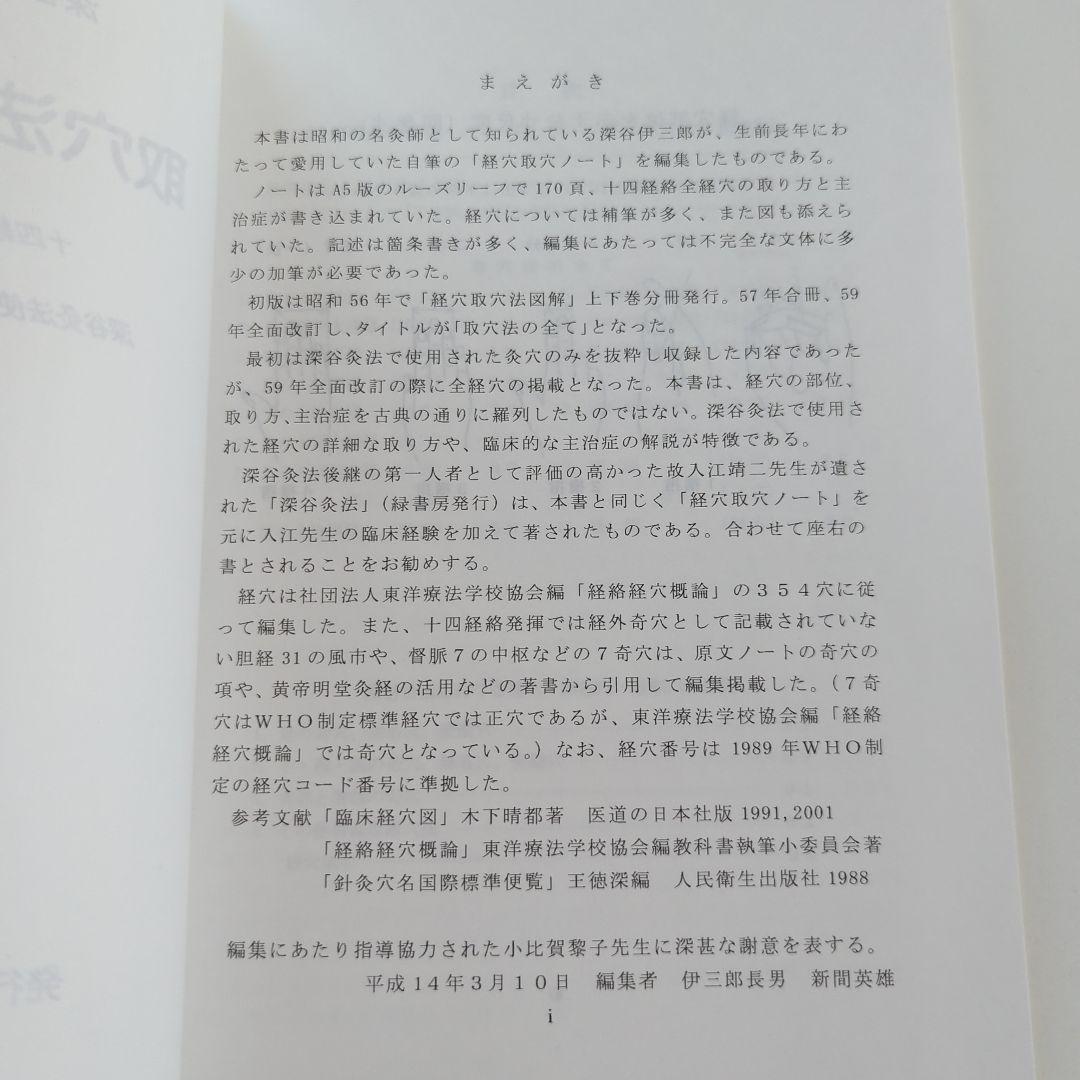 まえがき
本書は昭和の名灸師として知られている深谷伊三郎が、生前長年にわ
たって愛用していた自筆の「経穴取穴ノート」を編集したものである。
ノートは A5 版のルーズリーフで 170 頁、十四経絡全経穴の取り方と主
治症が書き込まれていた。経穴については補筆が多く、また図も添えら
れていた。記述は箇条書きが多く、編集にあたっては不完全な文体に多
少の加筆が必要であった。
初版は昭和 56 年で「経穴取穴法図解」上下巻分冊発行。57 年合冊、59
年全面改訂し、タイトルが「取穴法の全て」となった。
最初は深谷灸法で使用された灸穴のみを抜粋し収録した内容であった
が、59 年全面改訂の際に全経穴の掲載となった。本書は、経穴の部位、
取り方、主治症を古典の通りに羅列したものではない。深谷灸法で使用さ
れた経穴の詳細な取り方や、臨床的な主治症の解説が特徴である。
深谷灸法後継の第一人者として評価の高かった故入江靖二先生が遺さ
れた「深谷灸法」（緑書房発行）は、本書と同じく「経穴取穴ノート」を
元に入江先生の臨床経験を加えて著されたものである。合わせて座右の
書とされることをお勧めする。
経穴は社団法人東洋療法学校協会編「経絡経穴概論」の３５４穴に従
って編集した。また、十四経絡発揮では経外奇穴として記載されていな
い胆経 31 の風市や、督脈７の中枢などの７奇穴は、原文ノートの奇穴の
項や、黄帝明堂灸経の活用などの著書から引用して編集掲載した。（７奇
穴はＷＨＯ制定標準経穴では正穴であるが、東洋療法学校協会編「経絡
経穴概論」では奇穴となっている。）なお、経穴番号は 1989 年ＷＨＯ制
定の経穴コード番号に準拠した。
参考文献「臨床経穴図」木下晴都著　医道の日本社版 1991, 2001
「経絡経穴概論」東洋療法学校協会編教科書執筆小委員会著
「針灸穴名国際標準便覧」王徳深編　人民衛生出版社 1988
編集にあたり指導協力された小比賀黎子先生に深甚な謝意を表する。
平成１４年３月１０日　編集者　伊三郎長男　新間英雄
i
取穴法
十四
深谷灸法